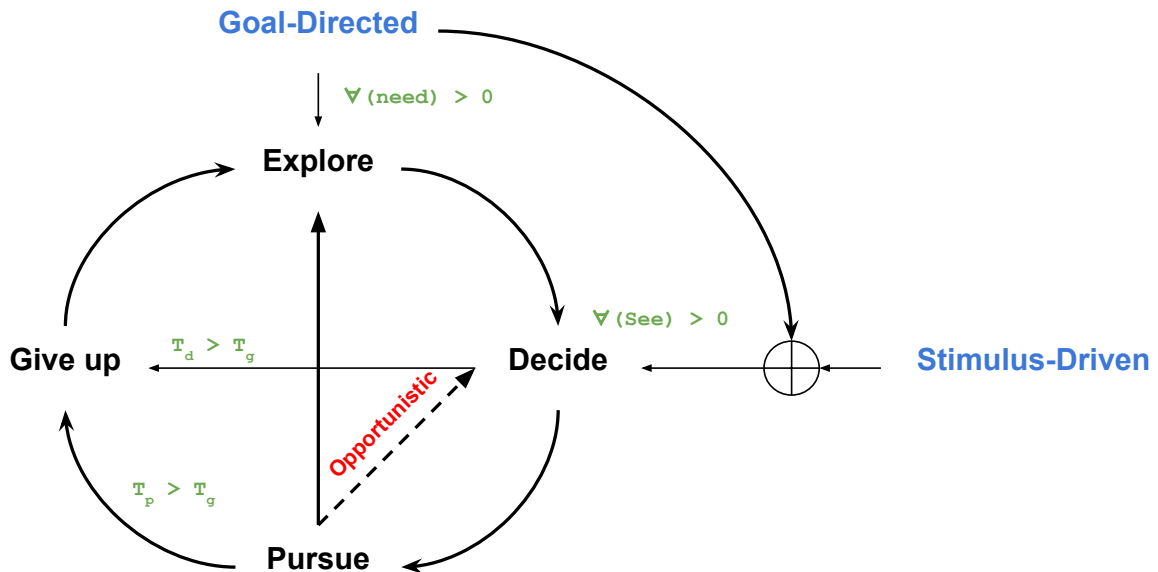 Goal-Directed
∀(need) > 0
Explore
∀(See) > 0
Give up
T_d > T_g
Decide
Stimulus-Driven
Opportunistic
T_p > T_g
Pursue